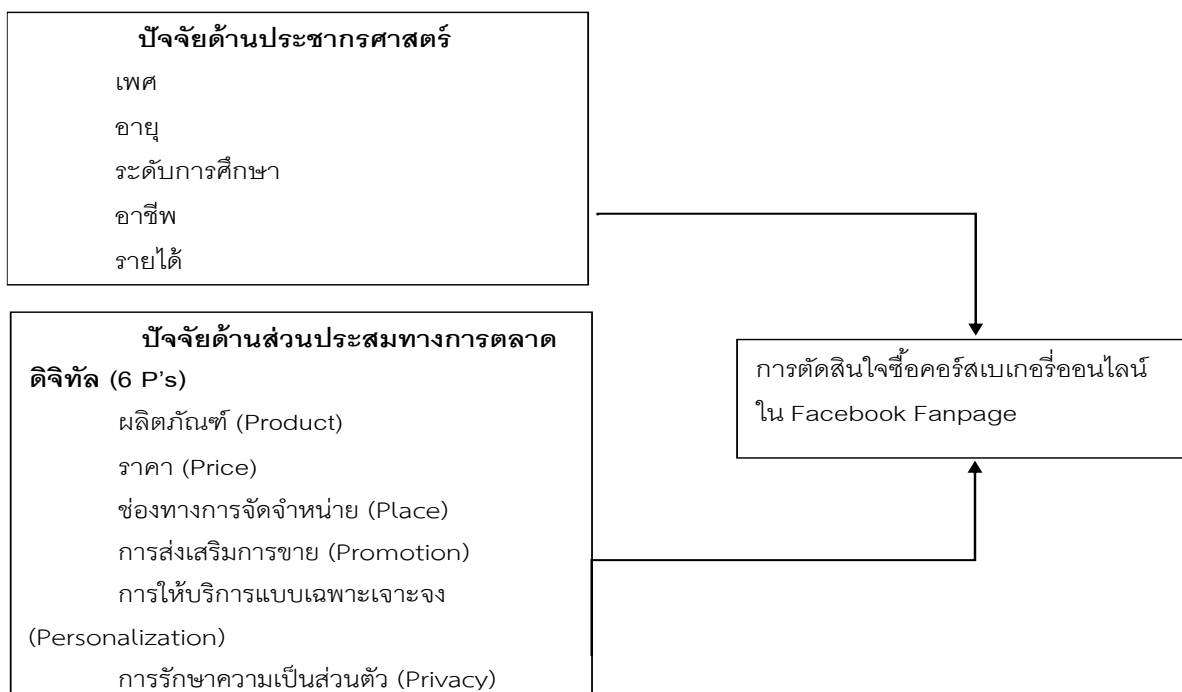 ปัจจัยด้านประชากรศาสตร์
เพศ
อายุ
ระดับการศึกษา
อาชีพ
รายได้
ปัจจัยด้านส่วนประสมทางการตลาด
ดิจิทัล (6 P's)
ผลิตภัณฑ์ (Product)
ราคา (Price)
ช่องทางการจัดจำหน่าย (Place)
การส่งเสริมการขาย (Promotion)
การให้บริการแบบเฉพาะเจาะจง
(Personalization)
การรักษาความเป็นส่วนตัว (Privacy)
การตัดสินใจซื้อคอร์สเบเกอรี่ออนไลน์
ใน Facebook Fanpage